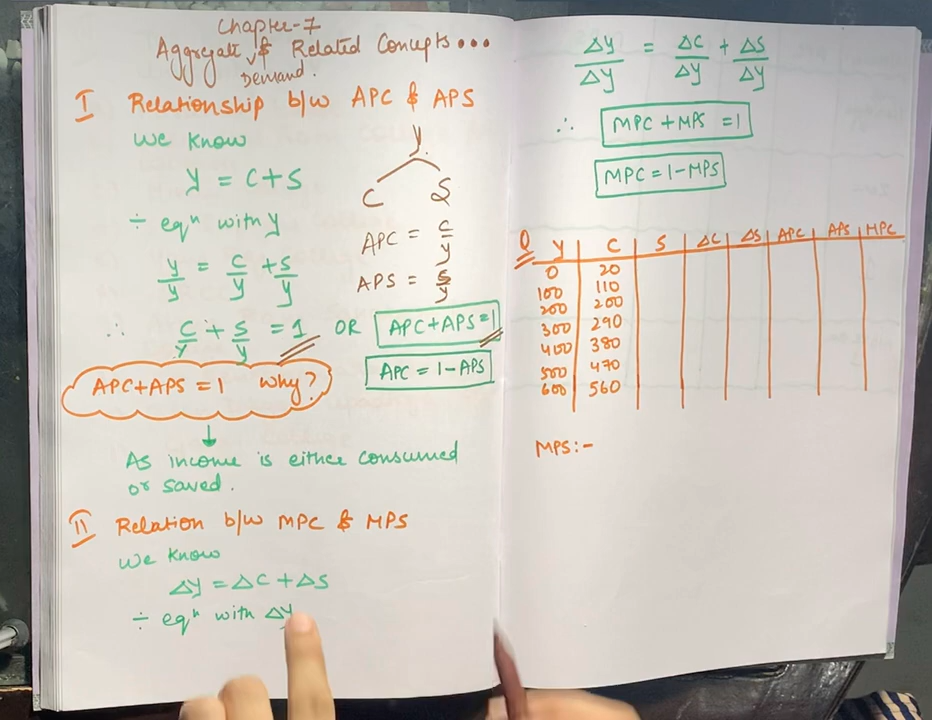 Chapter-7
Aggregate Demand & Related Concepts...
I Relationship b/w APC & APS
We Know
Y = C+S
÷ eqⁿ with Y
Y/Y = C/Y + S/Y
∴ C/Y + S/Y = 1 OR APC+APS=1
APC = 1-APS
Y
C S
APC = C/Y
APS = S/Y
APC+APS = 1 why?
↓
As income is either consumed
or saved.
II Relation b/w MPC & MPS
We Know
ΔY = ΔC + ΔS
÷ eqⁿ with ΔY
ΔY/ΔY = ΔC/ΔY + ΔS/ΔY
∴ MPC + MPS = 1
MPC = 1-MPS
Q Y C S ΔC ΔS APC APS MPC
0 20
100 110
200 200
300 290
400 380
500 470
600 560
MPS:-